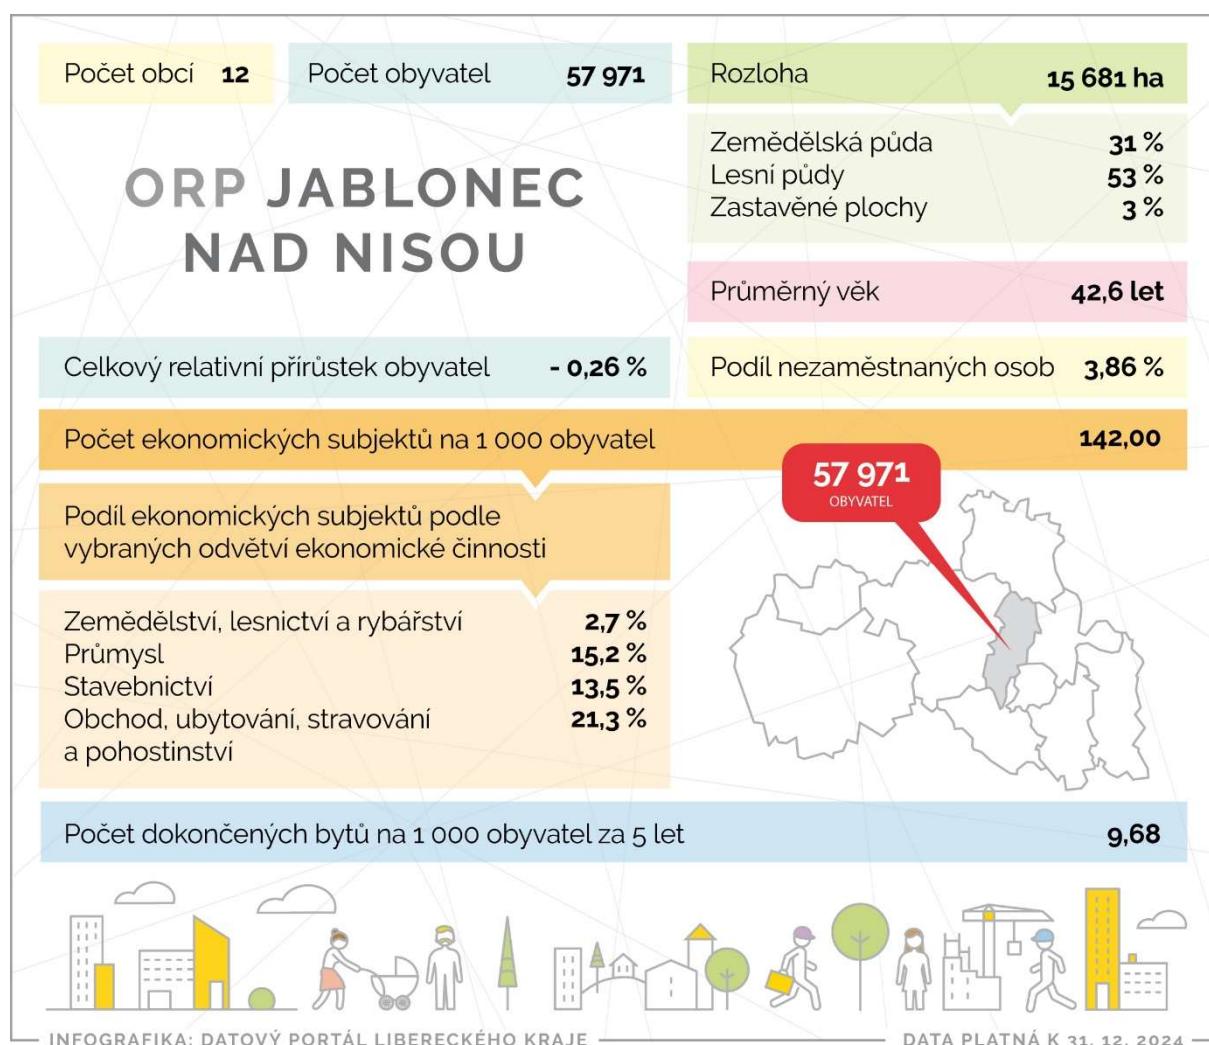 Počet obcí 12
Počet obyvatel 57 971
Rozloha 15 681 ha
Zemědělská půda 31 %
Lesní půdy 53 %
Zastavěné plochy 3 %
ORP JABLONEC
NAD NISOU
Průměrný věk 42,6 let
Celkový relativní přírůstek obyvatel - 0,26 %
Podíl nezaměstnaných osob 3,86 %
Počet ekonomických subjektů na 1 000 obyvatel 142,00
57 971
OBYVATEL
Podíl ekonomických subjektů podle
vybraných odvětví ekonomické činnosti
Zemědělství, lesnictví a rybářství 2,7 %
Průmysl 15,2 %
Stavebnictví 13,5 %
Obchod, ubytování, stravování 21,3 %
a pohostinství
Počet dokončených bytů na 1 000 obyvatel za 5 let 9,68
INFOGRAFIKA: DATOVÝ PORTÁL LIBERECKÉHO KRAJE
DATA PLATNÁ K 31. 12. 2024